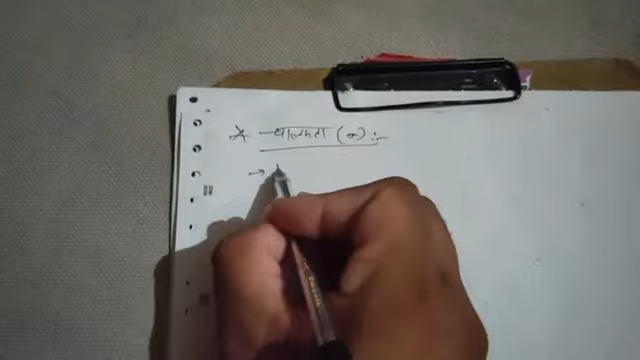 * चालकता (σ) :-
→